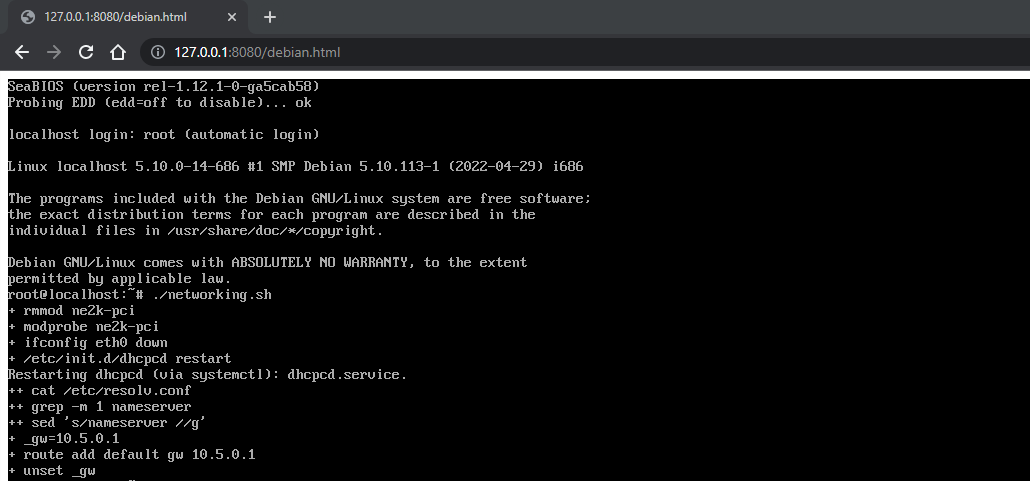 127.0.0.1:8080/debian.html
127.0.0.1:8080/debian.html
SeaBIOS (version rel-1.12.1-0-ga5cab58)
Probing EDD (edd=off to disable)... ok
localhost login: root (automatic login)
Linux localhost 5.10.0-14-686 #1 SMP Debian 5.10.113-1 (2022-04-29) i686
The programs included with the Debian GNU/Linux system are free software;
the exact distribution terms for each program are described in the
individual files in /usr/share/doc/*/copyright.
Debian GNU/Linux comes with ABSOLUTELY NO WARRANTY, to the extent
permitted by applicable law.
root@localhost:~# ./networking.sh
+ rmmod ne2k-pci
+ modprobe ne2k-pci
+ ifconfig eth0 down
+ /etc/init.d/dhcpcd restart
Restarting dhcpcd (via systemctl): dhcpcd.service.
++ cat /etc/resolv.conf
++ grep -m 1 nameserver
++ sed 's/nameserver //g'
+ _gw=10.5.0.1
+ route add default gw 10.5.0.1
+ unset _gw